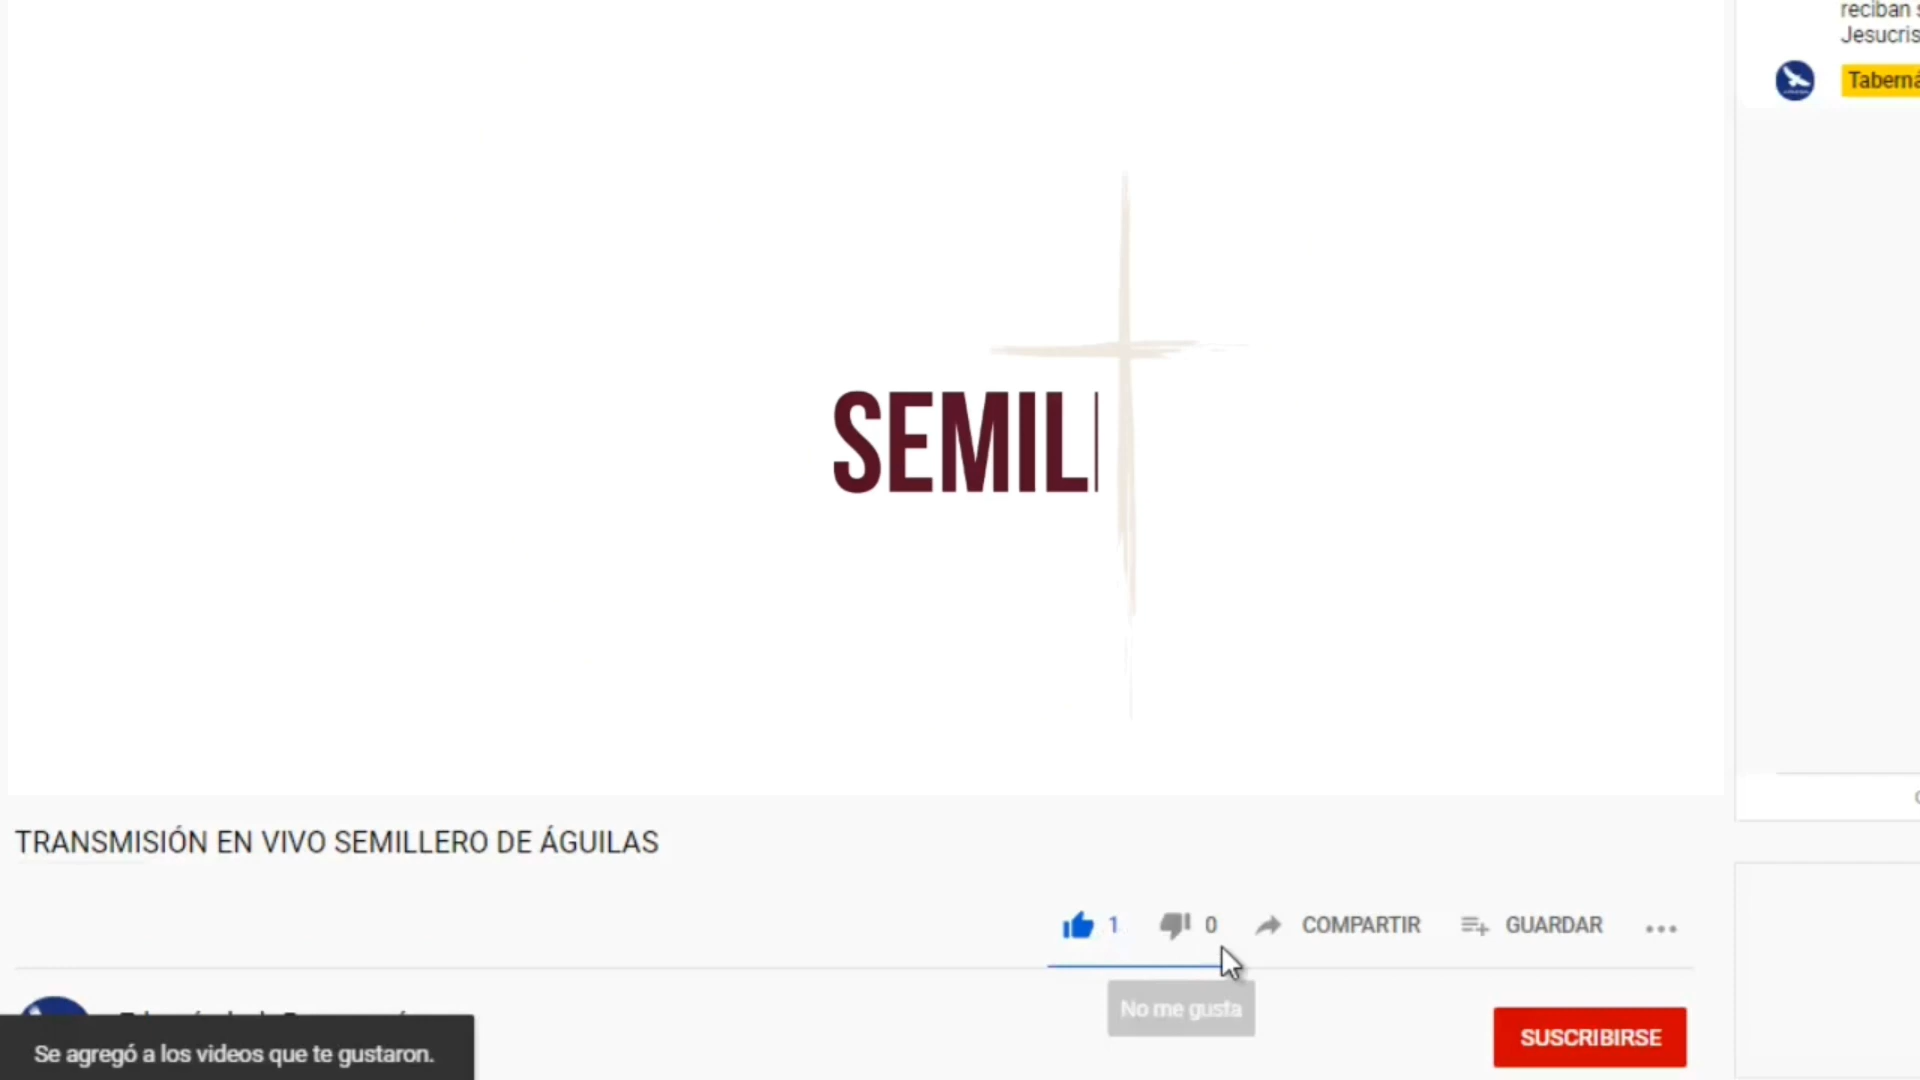 reciban
Jesucris
Taberná
SEMIL
TRANSMISIÓN EN VIVO SEMILLERO DE ÁGUILAS
1 0 COMPARTIR GUARDAR
No me gusta
SUSCRIBIRSE
Se agregó a los videos que te gustaron.